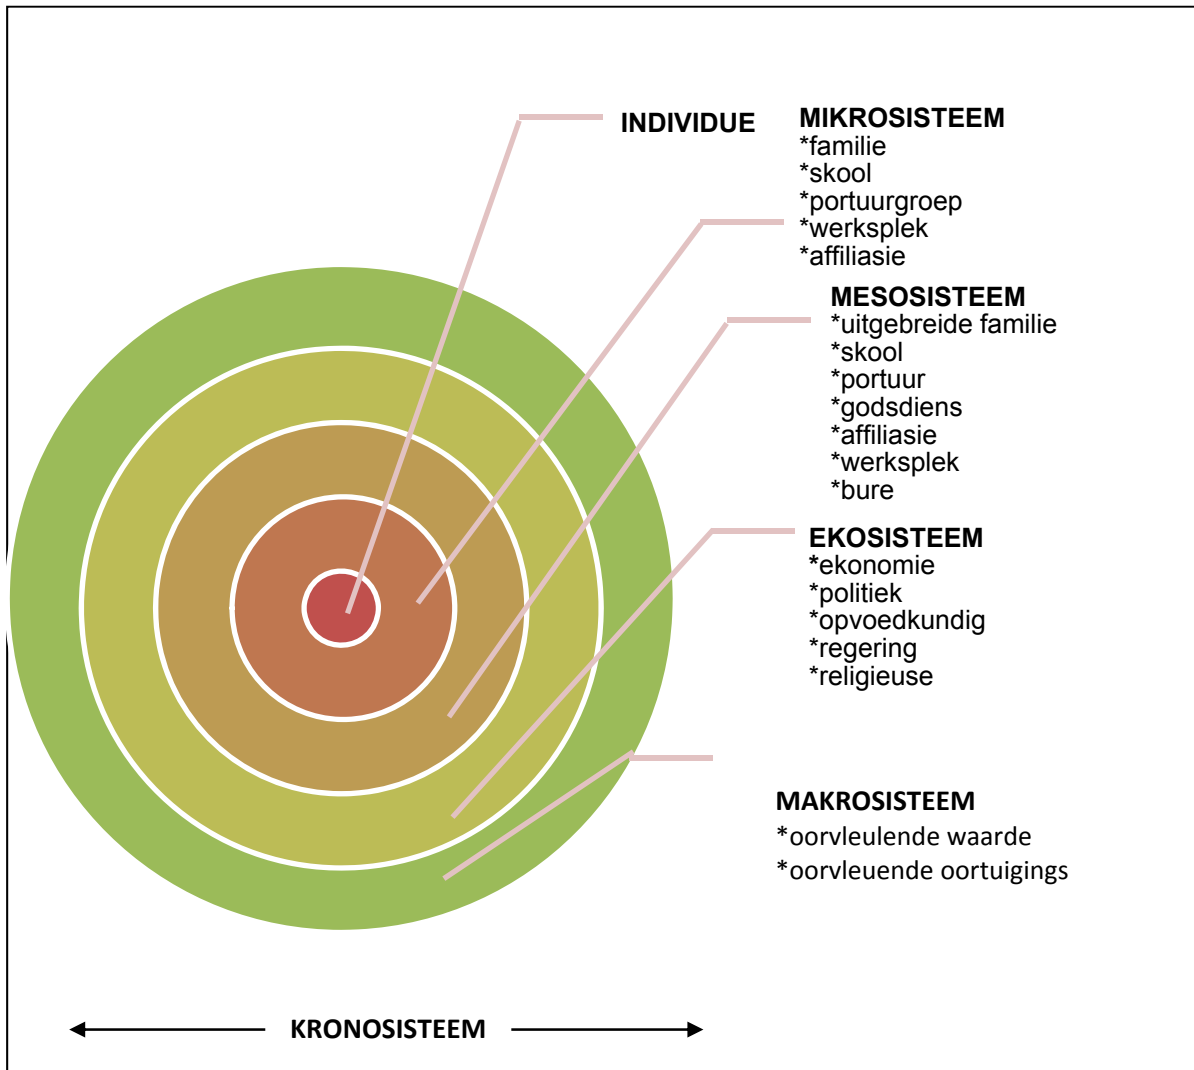 INDIVIDUE
MIKROSISTEEM
*familie
*skool
*portuurgroep
*werksplek
*affiliasie
MESOSISTEEM
*uitgebreide familie
*skool
*portuur
*godsdiens
*affiliasie
*werksplek
*bure
EKOSISTEEM
*ekonomie
*politiek
*opvoedkundig
*regering
*religieuse
MAKROSISTEEM
*oorvleulende waarde
*oorvleuende oortuigings
KRONOSISTEEM